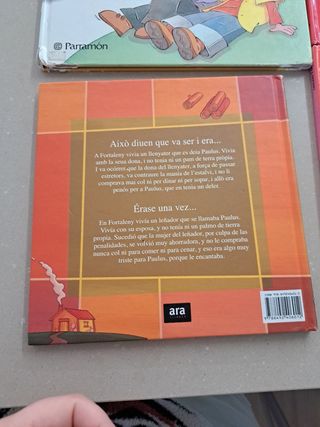 Parramón
Això diuen que va ser i era...
A Fortaleny vivia un llenyater que es deia Paulus. Vivia
amb la seua dona, i no tenia ni un pam de terra pròpia.
I va ocórrer que la dona del llenyater, a força de passar
estretors, va contraure la mania de l'estalvi, i no li
comprava mai col ni per dinar ni per sopar, i allò era
penós per a Paulus, que en tenia un deler.
Érase una vez...
En Fortaleny vivía un leñador que se llamaba Paulus.
Vivía con su esposa, y no tenía ni un palmo de tierra
propia. Sucedió que la mujer del leñador, por culpa de las
penalidades, se volvió muy ahorradora, y no le compraba
nunca col ni para comer ni para cenar, y eso era algo muy
triste para Paulus, porque le encantaba.
ara